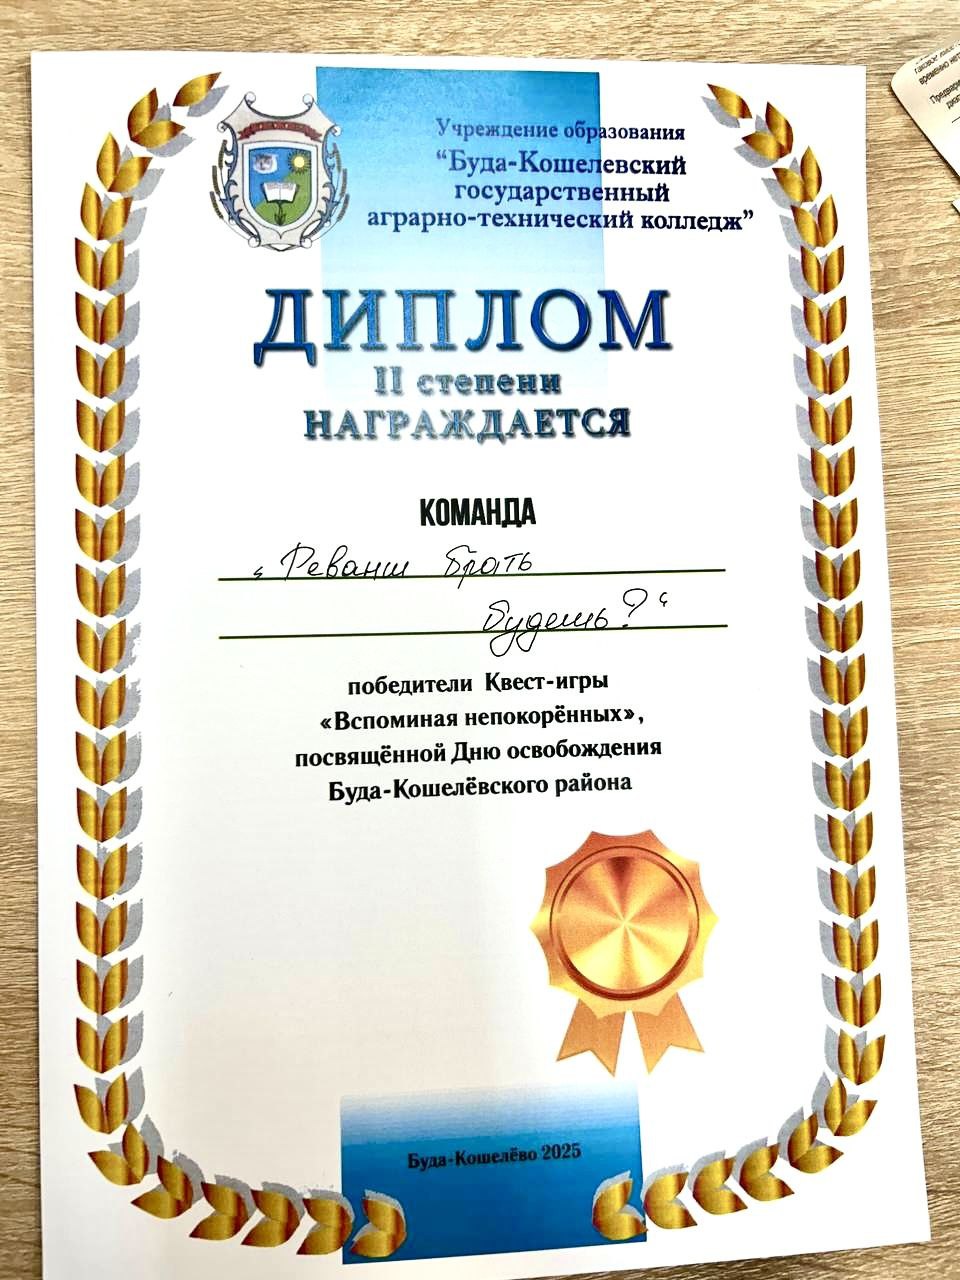 Учреждение образования
“Буда-Кошелевский
государственный
аграрно-технический колледж”
ДИПЛОМ
II степени
НАГРАЖДАЕТСЯ
КОМАНДА
„Реванш брать
будешь?“
победители Квест-игры
«Вспоминая непокорённых»,
посвящённой Дню освобождения
Буда-Кошелёвского района
Буда-Кошелёво 2025